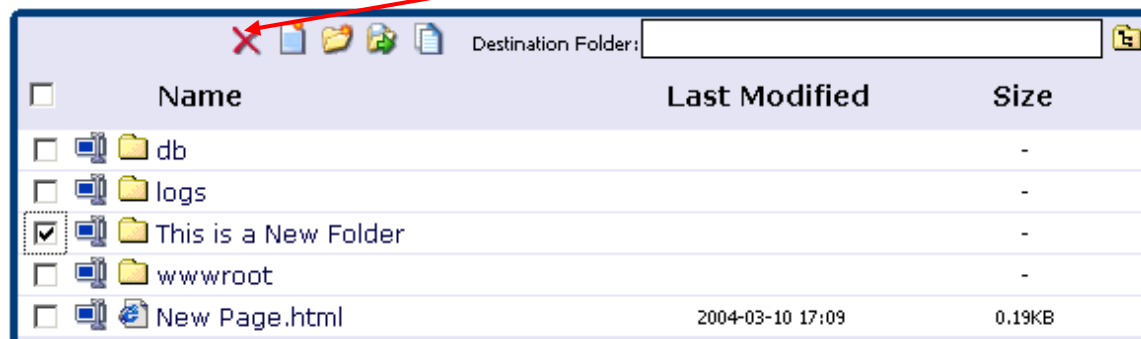 Destination Folder:
Name Last Modified Size
db -
logs -
This is a New Folder -
wwwroot -
New Page.html 2004-03-10 17:09 0.19KB